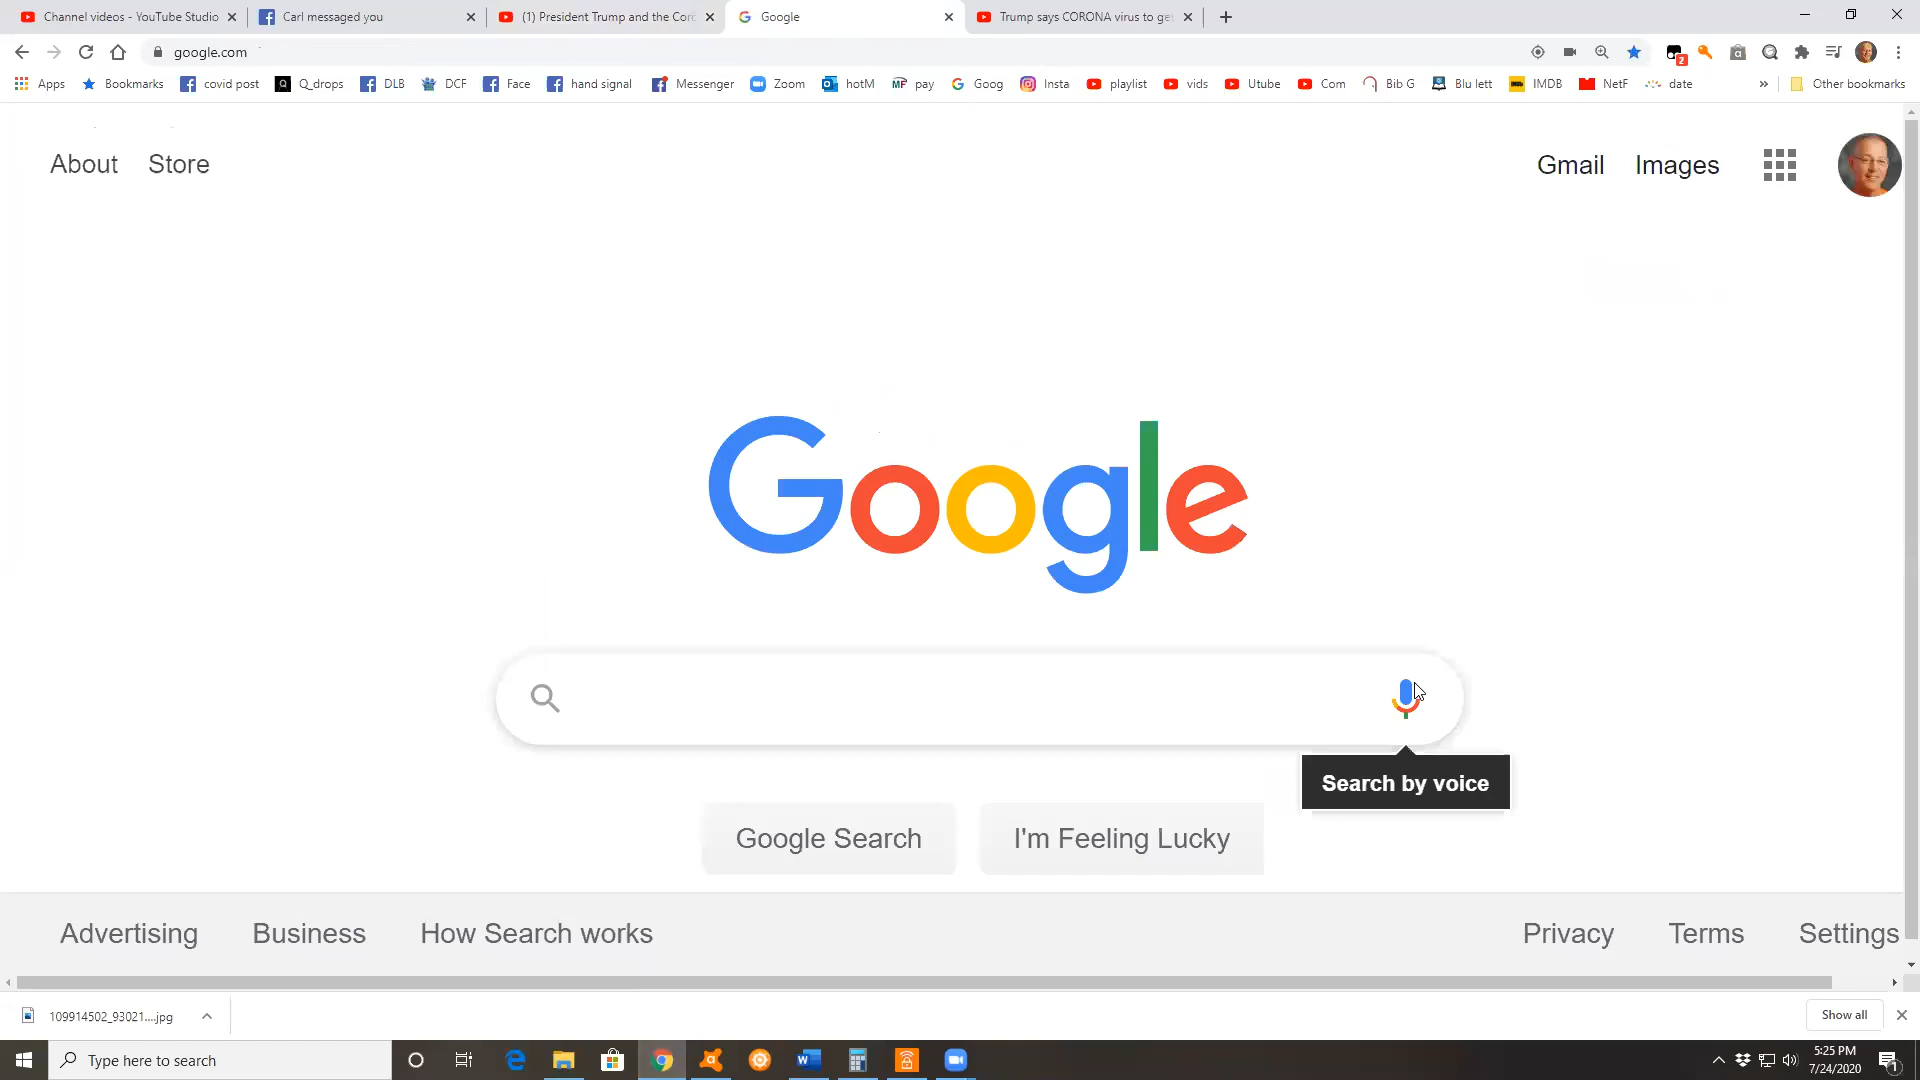 Channel videos - YouTube Studio
Carl messaged you
(1) President Trump and the Cor
Google
Trump says CORONA virus to ge
google.com
Apps
Bookmarks
covid post
Q_drops
DLB
DCF
Face
hand signal
Messenger
Zoom
hotM
pay
Goog
Insta
playlist
vids
Utube
Com
Bib G
Blu lett
IMDB
NetF
date
Other bookmarks
About
Store
Gmail
Images
Google
Search by voice
Google Search
I'm Feeling Lucky
Advertising
Business
How Search works
Privacy
Terms
Settings
109914502_93021....jpg
Show all
Type here to search
5:25 PM
7/24/2020